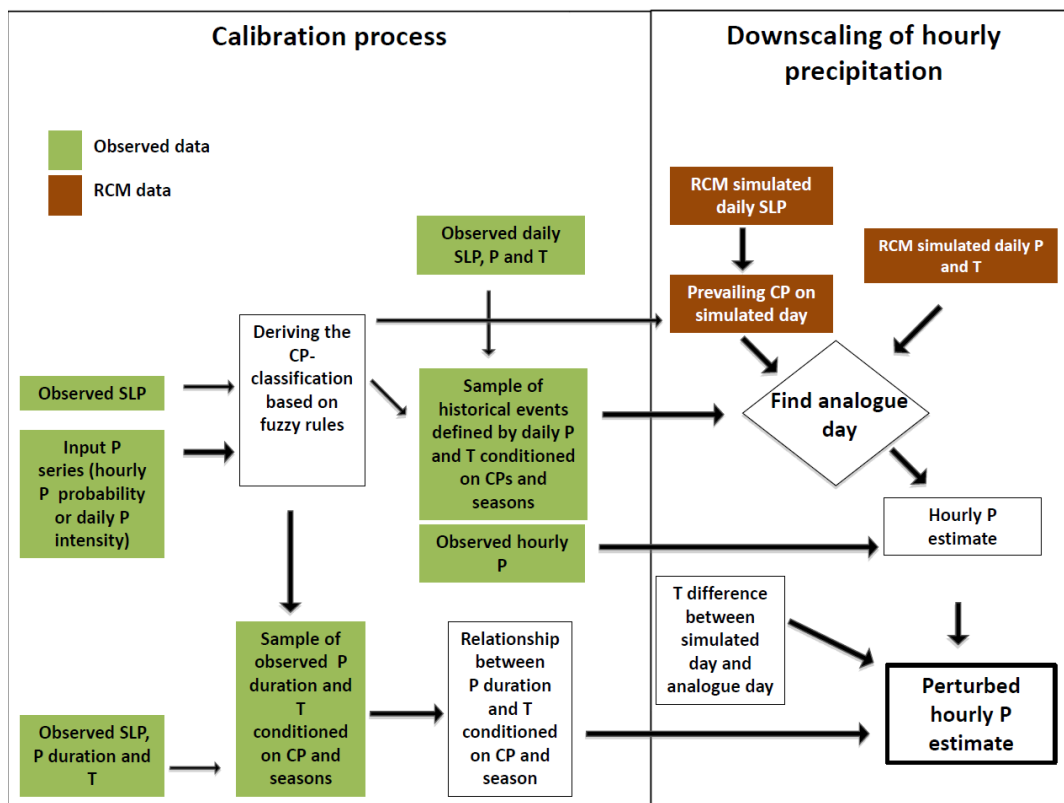 Calibration process
Downscaling of hourly
precipitation
Observed data
RCM data
Observed daily
SLP, P and T
RCM simulated
daily SLP
RCM simulated daily P
and T
Prevailing CP on
simulated day
Deriving the
CP-
classification
based on
fuzzy rules
Observed SLP
Input P
series (hourly
P  probability
or daily P
intensity)
Sample of
historical events
defined by daily P
and T conditioned
on CPs and
seasons
Find analogue
day
Observed hourly
P
Hourly P
estimate
T difference
between
simulated
day and
analogue day
Sample of
observed  P
duration and
T
conditioned
on CP and
seasons
Relationship
between
P duration
and T
conditioned
on CP and
season
Perturbed
hourly P
estimate
Observed SLP,
P duration and
T